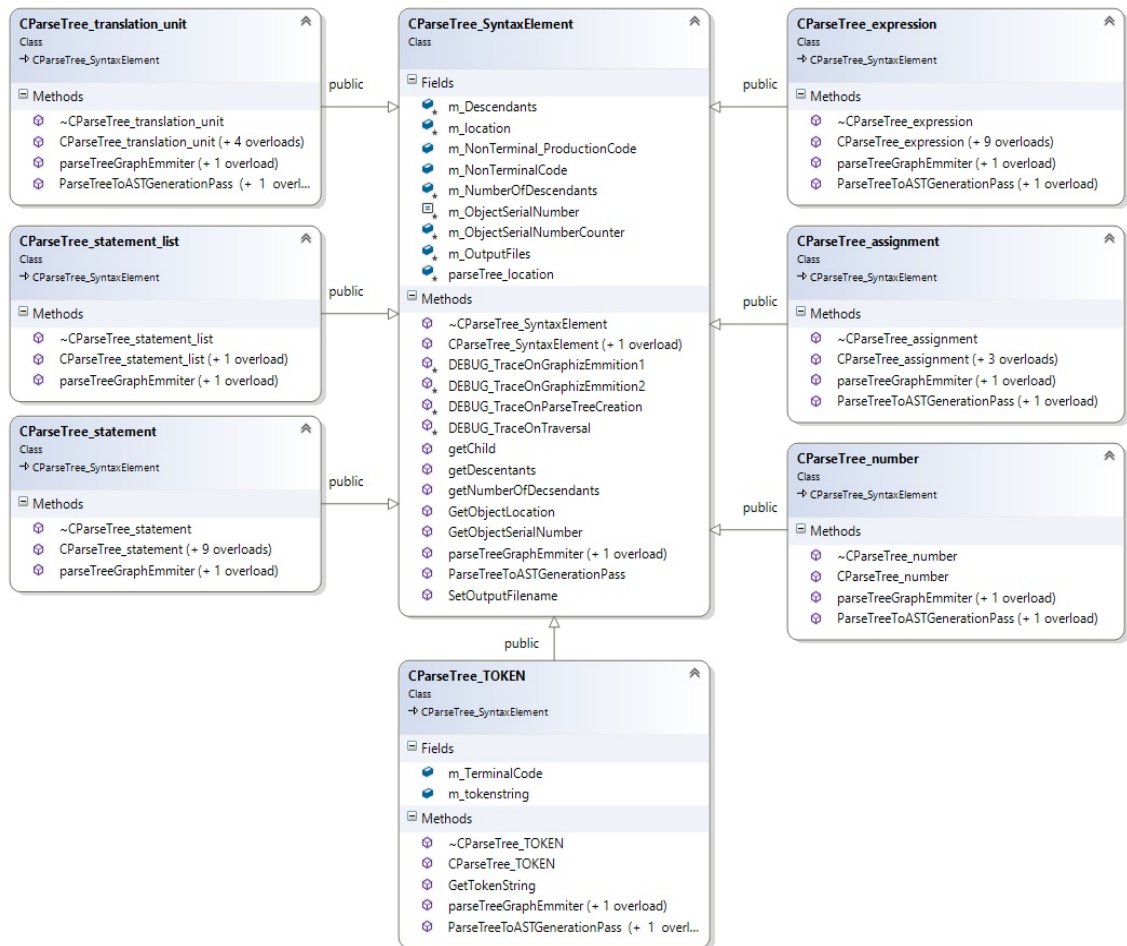 CParseTree_translation_unit
Class
CParseTree_SyntaxElement
Methods
~CParseTree_translation_unit
CParseTree_translation_unit (+ 4 overloads)
parseTreeGraphEmmiter (+ 1 overload)
ParseTreeToASTGenerationPass (+ 1 overl...
public
CParseTree_statement_list
Class
CParseTree_SyntaxElement
Methods
~CParseTree_statement_list
CParseTree_statement_list (+ 1 overload)
parseTreeGraphEmmiter (+ 1 overload)
public
CParseTree_statement
Class
CParseTree_SyntaxElement
Methods
~CParseTree_statement
CParseTree_statement (+ 9 overloads)
parseTreeGraphEmmiter (+ 1 overload)
public
CParseTree_SyntaxElement
Class
Fields
m_Descendants
m_location
m_NonTerminal_ProductionCode
m_NonTerminalCode
m_NumberOfDescendants
m_ObjectSerialNumber
m_ObjectSerialNumberCounter
m_OutputFiles
parseTree_location
Methods
~CParseTree_SyntaxElement
CParseTree_SyntaxElement (+ 1 overload)
DEBUG_TraceOnGraphizEmmition1
DEBUG_TraceOnGraphizEmmition2
DEBUG_TraceOnParseTreeCreation
DEBUG_TraceOnTraversal
getChild
getDescentants
getNumberOfDecsendants
GetObjectLocation
GetObjectSerialNumber
parseTreeGraphEmmiter (+ 1 overload)
ParseTreeToASTGenerationPass
SetOutputFilename
public
CParseTree_TOKEN
Class
CParseTree_SyntaxElement
Fields
m_TerminalCode
m_tokenstring
Methods
~CParseTree_TOKEN
CParseTree_TOKEN
GetTokenString
parseTreeGraphEmmiter (+ 1 overload)
ParseTreeToASTGenerationPass (+ 1 overl...
CParseTree_expression
Class
CParseTree_SyntaxElement
public
Methods
~CParseTree_expression
CParseTree_expression (+ 9 overloads)
parseTreeGraphEmmiter (+ 1 overload)
ParseTreeToASTGenerationPass (+ 1 overload)
CParseTree_assignment
Class
CParseTree_SyntaxElement
public
Methods
~CParseTree_assignment
CParseTree_assignment (+ 3 overloads)
parseTreeGraphEmmiter (+ 1 overload)
ParseTreeToASTGenerationPass (+ 1 overload)
CParseTree_number
Class
CParseTree_SyntaxElement
public
Methods
~CParseTree_number
CParseTree_number
parseTreeGraphEmmiter (+ 1 overload)
ParseTreeToASTGenerationPass (+ 1 overload)